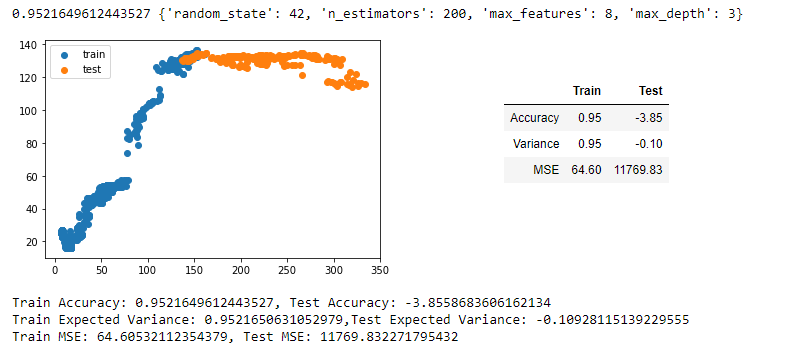 0.9521649612443527 {'random_state': 42, 'n_estimators': 200, 'max_features': 8, 'max_depth': 3}
train
test
140
120
100
80
60
40
20
0 50 100 150 200 250 300 350
Train Test
Accuracy 0.95 -3.85
Variance 0.95 -0.10
MSE 64.60 11769.83
Train Accuracy: 0.9521649612443527, Test Accuracy: -3.8558683606162134
Train Expected Variance: 0.9521650631052979,Test Expected Variance: -0.10928115139229555
Train MSE: 64.60532112354379, Test MSE: 11769.832271795432